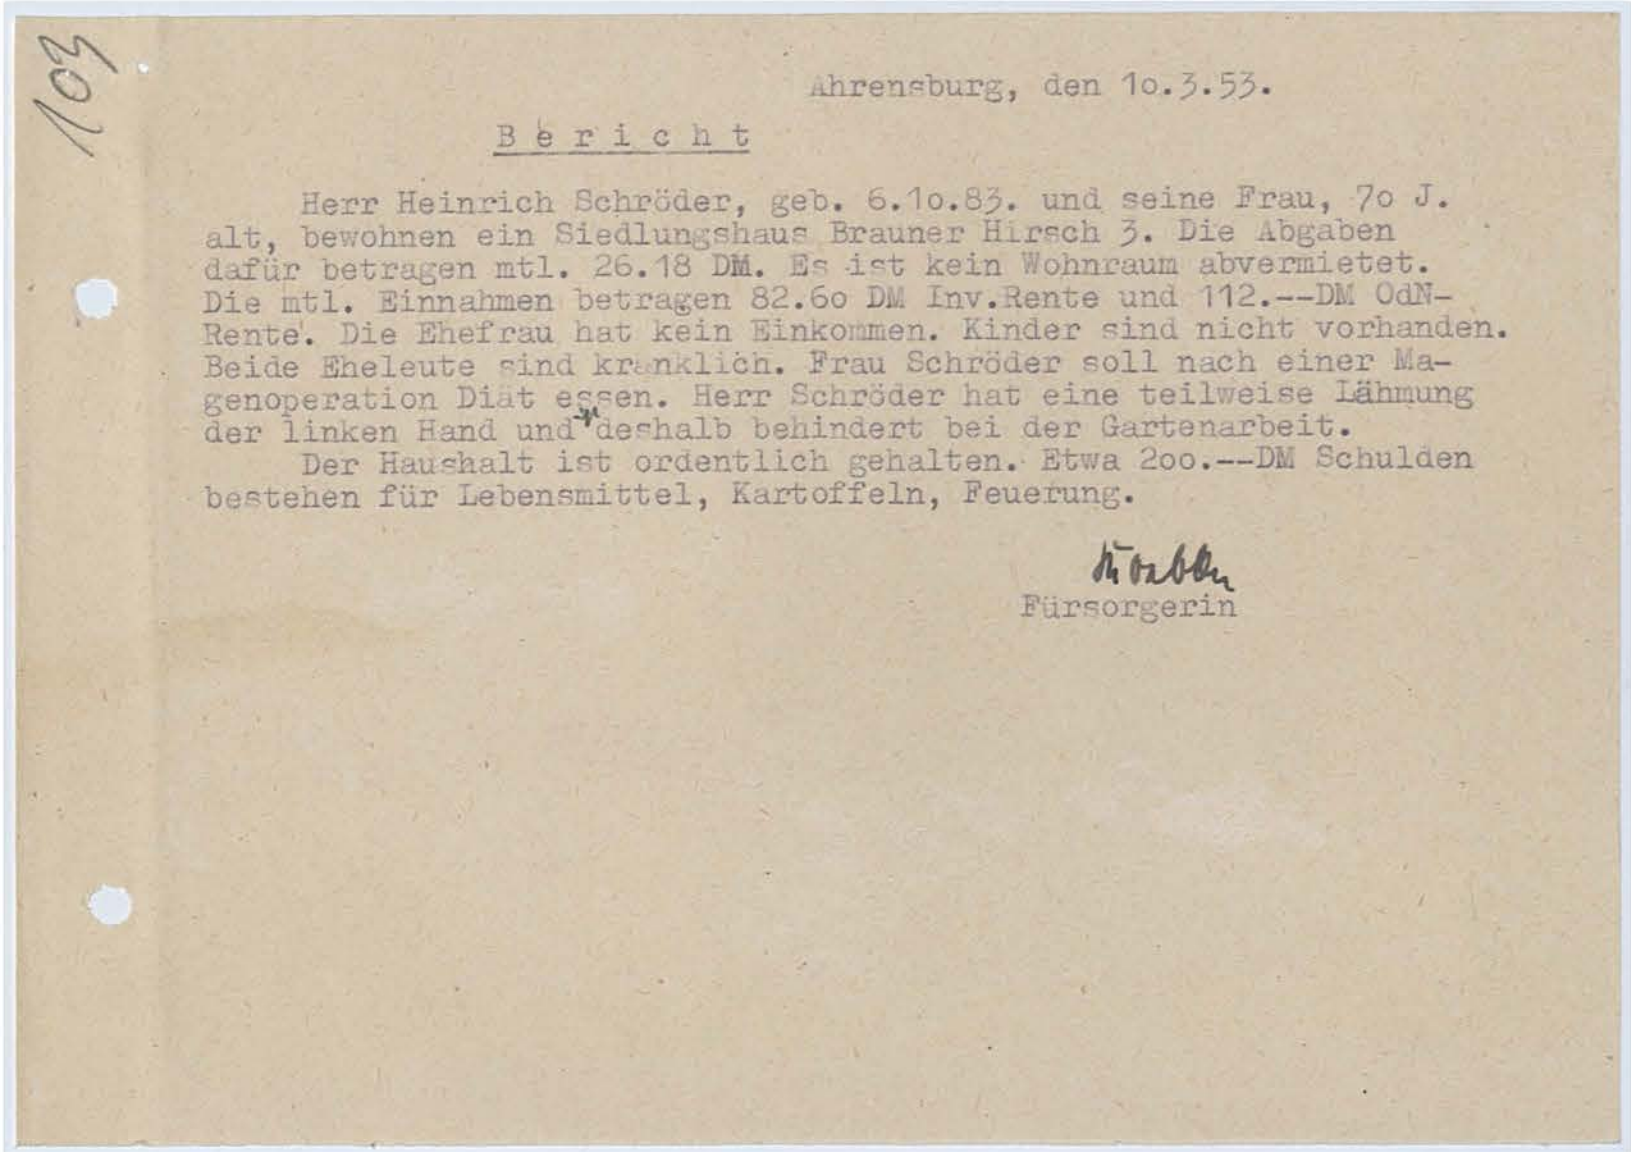 103
Ahrensburg, den 1o.3.53.
B e r i c h t
Herr Heinrich Schröder, geb. 6.1o.83. und seine Frau, 7o J.
alt, bewohnen ein Siedlungshaus Brauner Hirsch 3. Die Abgaben
dafür betragen mtl. 26.18 DM. Es ist kein Wohnraum abvermietet.
Die mtl. Einnahmen betragen 82.6o DM Inv.Rente und 112.--DM OdN-
Rente. Die Ehefrau hat kein Einkommen. Kinder sind nicht vorhanden.
Beide Eheleute sind kränklich. Frau Schröder soll nach einer Ma-
genoperation Diät essen. Herr Schröder hat eine teilweise Lähmung
der linken Hand und deshalb behindert bei der Gartenarbeit.
Der Haushalt ist ordentlich gehalten. Etwa 2oo.--DM Schulden
bestehen für Lebensmittel, Kartoffeln, Feuerung.
Fürsorgerin